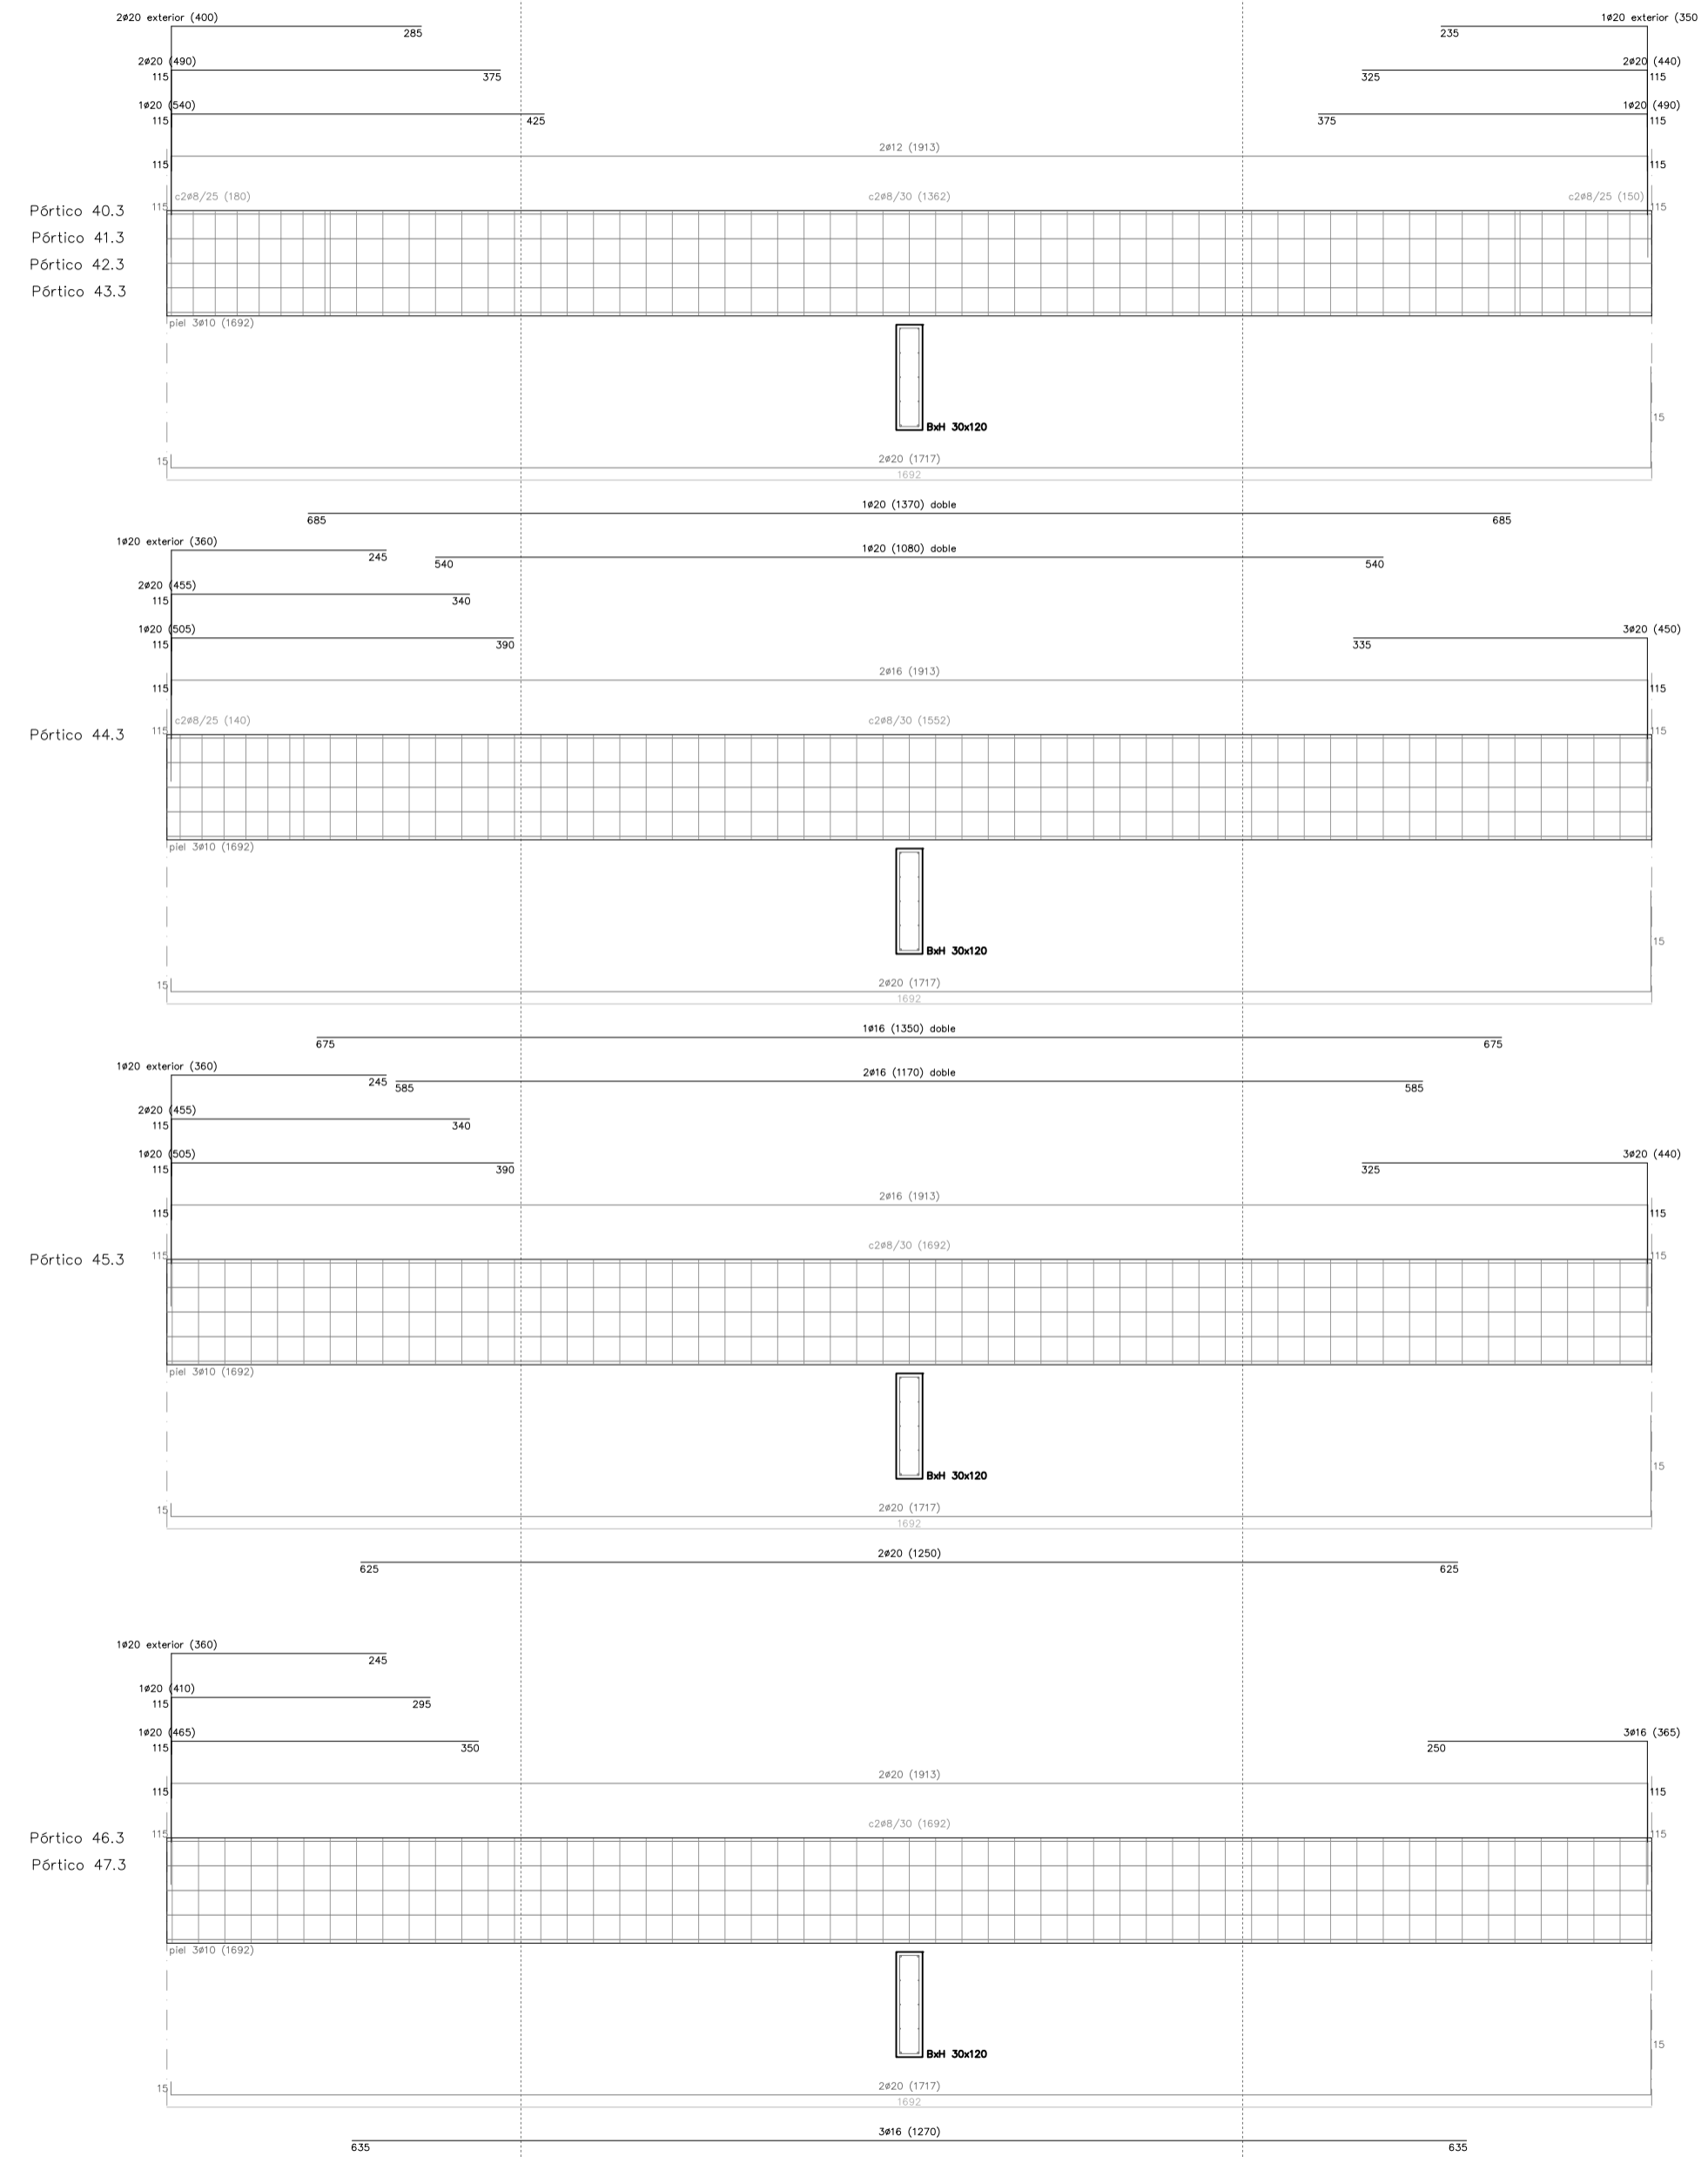 2ø20 exterior (400) 1ø20 exterior (350
285 235
2ø20 (490) 2ø20 (440)
115 375 325 115
1ø20 (540) 1ø20 (490)
115 425 375 115
2ø12 (1913)
115 115
c2ø8/25 (180) c2ø8/30 (1362) c2ø8/25 (150)
115 115
Pórtico 40.3
Pórtico 41.3
Pórtico 42.3
Pórtico 43.3
piel 3ø10 (1692)
15
BxH 30x120
15 2ø20 (1717)
1692
1ø20 (1370) doble
685 685
1ø20 exterior (360) 1ø20 (1080) doble
245 540 540
2ø20 (455)
115 340
1ø20 (505) 3ø20 (450)
115 390 335
2ø16 (1913)
115 115
c2ø8/25 (140) c2ø8/30 (1552)
115 115
Pórtico 44.3
piel 3ø10 (1692)
15
BxH 30x120
15 2ø20 (1717)
1692
1ø16 (1350) doble
675 675
1ø20 exterior (360) 2ø16 (1170) doble
245 585 585
2ø20 (455)
115 340
1ø20 (505) 3ø20 (440)
115 390 325
2ø16 (1913)
115 115
c2ø8/30 (1692)
115 115
Pórtico 45.3
piel 3ø10 (1692)
15
BxH 30x120
15 2ø20 (1717)
1692
2ø20 (1250)
625 625
1ø20 exterior (360)
245
1ø20 (410)
115 295
1ø20 (465) 3ø16 (365)
115 350 250
2ø20 (1913)
115 115
c2ø8/30 (1692)
115 115
Pórtico 46.3
Pórtico 47.3
piel 3ø10 (1692)
15
BxH 30x120
15 2ø20 (1717)
1692
3ø16 (1270)
635 635